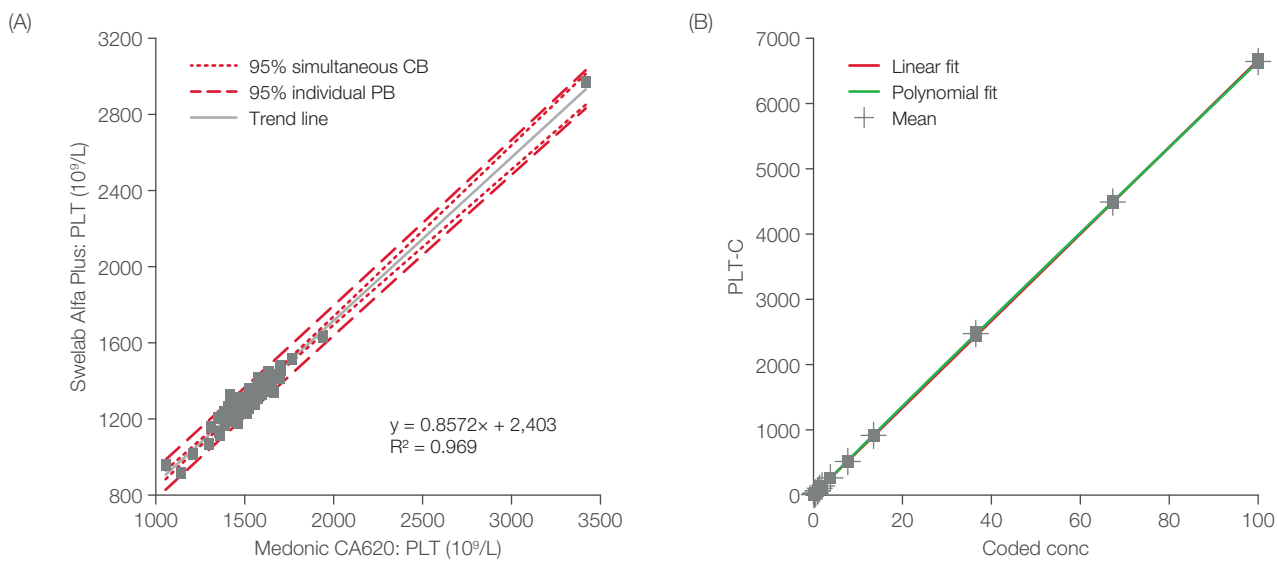 (A)
3200
2800
2400
2000
1600
1200
800
Swelab Alfa Plus: PLT (10⁹/L)
95% simultaneous CB
95% individual PB
Trend line
y = 0.8572× + 2,403
R² = 0.969
1000
1500
2000
2500
3000
3500
Medonic CA620: PLT (10⁹/L)
(B)
7000
6000
5000
4000
3000
2000
1000
0
PLT-C
Linear fit
Polynomial fit
Mean
0
20
40
60
80
100
Coded conc